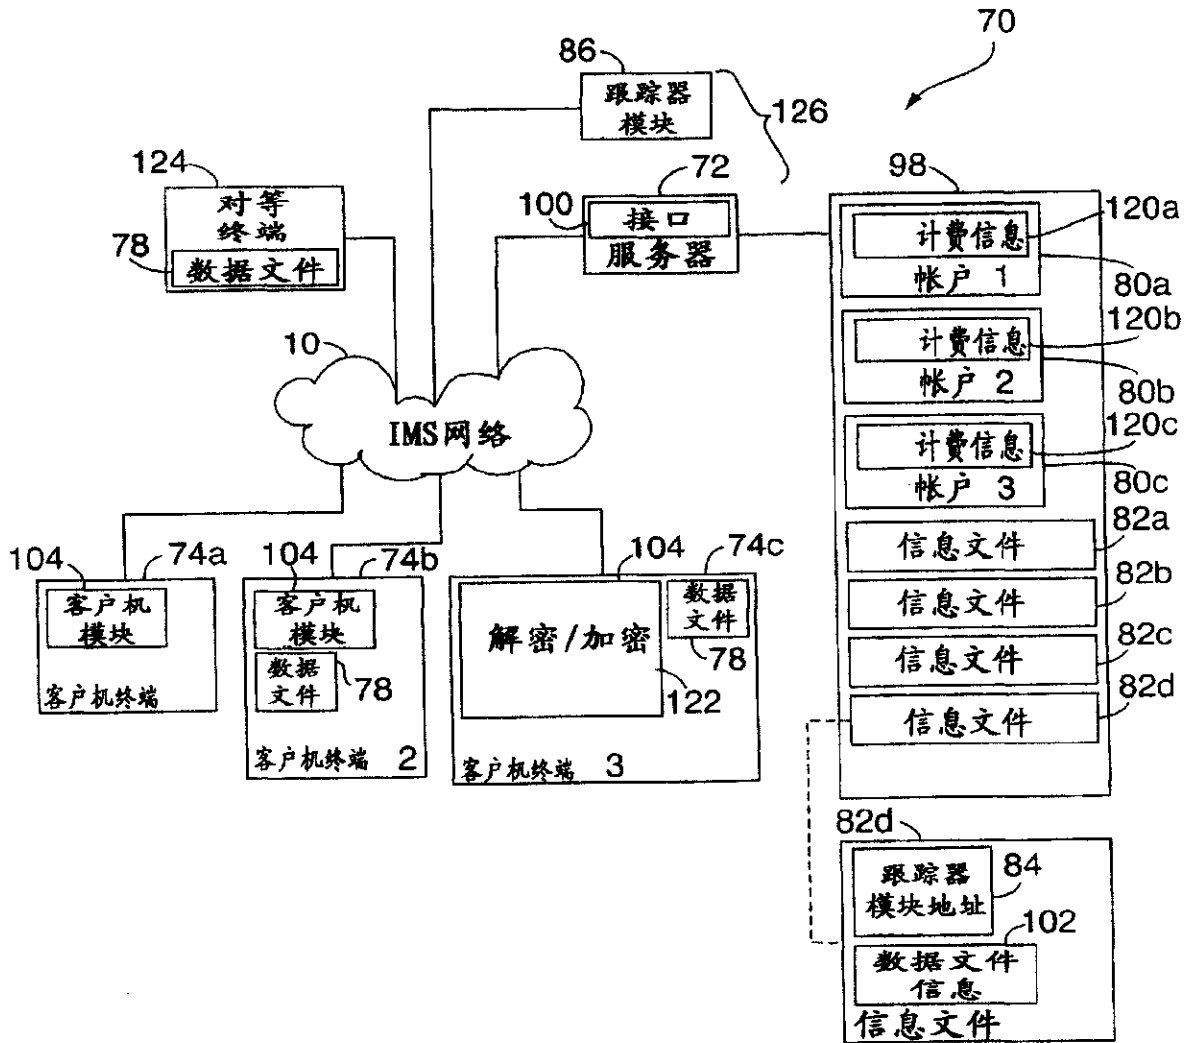 70
86
跟踪器
模块
126
124
对等
终端
78
数据文件
72
100
接口
服务器
98
计费信息
120a
帐户 1
80a
计费信息
120b
帐户 2
80b
计费信息
120c
帐户 3
80c
信息文件
82a
信息文件
82b
信息文件
82c
信息文件
82d
10
IMS网络
104
74a
客户机
模块
客户机终端
104
74b
客户机
模块
数据
文件
78
客户机终端 2
104
74c
解密/加密
数据
文件
78
122
客户机终端 3
82d
跟踪器
模块地址
84
102
数据文件
信息
信息文件